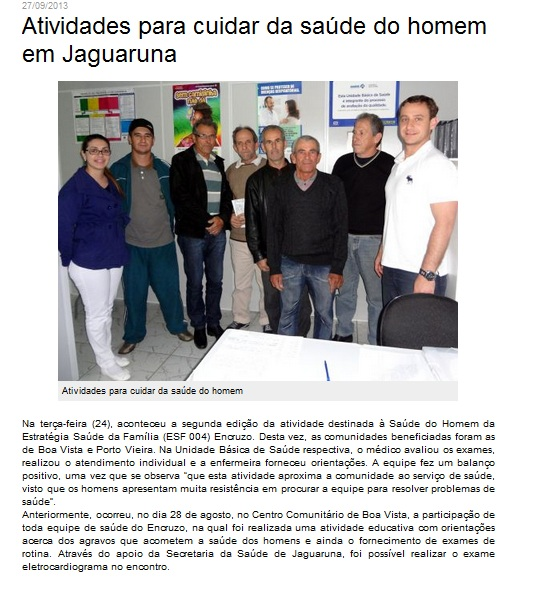 27/09/2013
Atividades para cuidar da saúde do homem
em Jaguaruna
Atividades para cuidar da saúde do homem
Na terça-feira (24), aconteceu a segunda edição da atividade destinada à Saúde do Homem da
Estratégia Saúde da Família (ESF 004) Encruzo. Desta vez, as comunidades beneficiadas foram as
de Boa Vista e Porto Vieira. Na Unidade Básica de Saúde respectiva, o médico avaliou os exames,
realizou o atendimento individual e a enfermeira forneceu orientações. A equipe fez um balanço
positivo, uma vez que se observa “que esta atividade aproxima a comunidade ao serviço de saúde,
visto que os homens apresentam muita resistência em procurar a equipe para resolver problemas de
saúde”.
Anteriormente, ocorreu, no dia 28 de agosto, no Centro Comunitário de Boa Vista, a participação de
toda equipe de saúde do Encruzo, na qual foi realizada uma atividade educativa com orientações
acerca dos agravos que acometem a saúde dos homens e ainda o fornecimento de exames de
rotina. Através do apoio da Secretaria da Saúde de Jaguaruna, foi possível realizar o exame
eletrocardiograma no encontro.